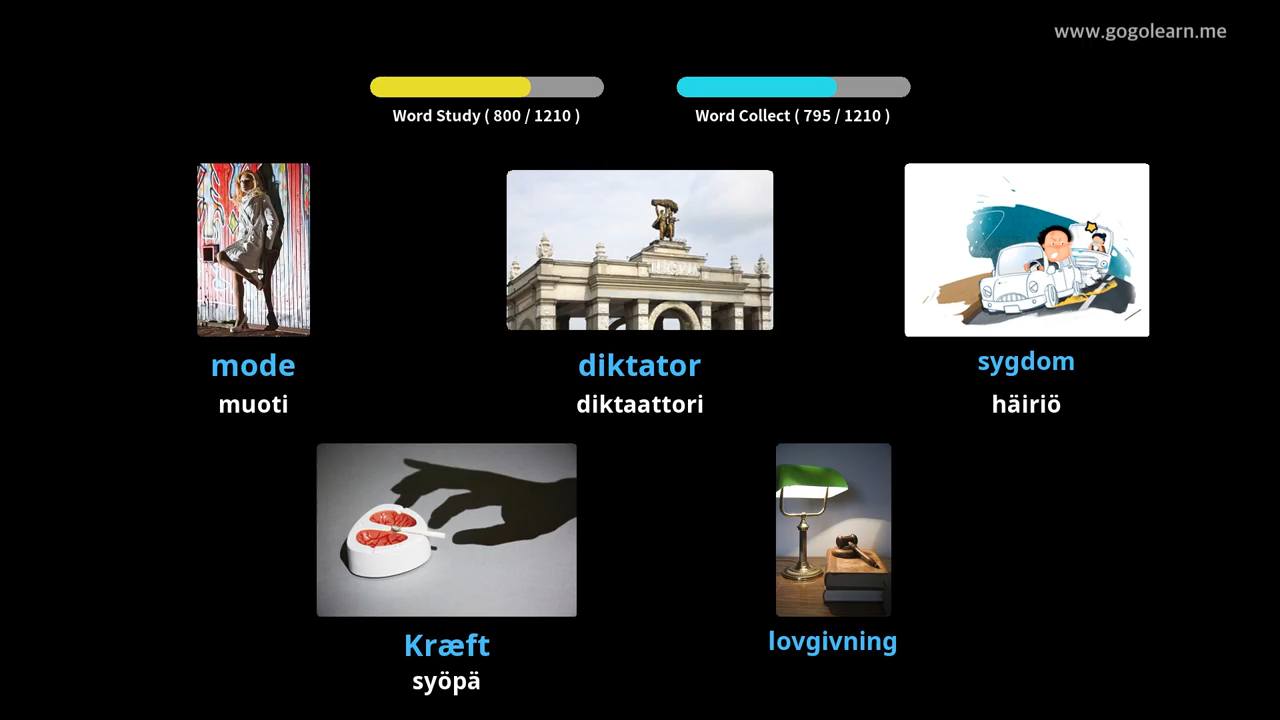 www.gogolearn.me
Word Study ( 800 / 1210 )
Word Collect ( 795 / 1210 )
mode
muoti
diktator
diktaattori
sygdom
häiriö
Kræft
syöpä
lovgivning